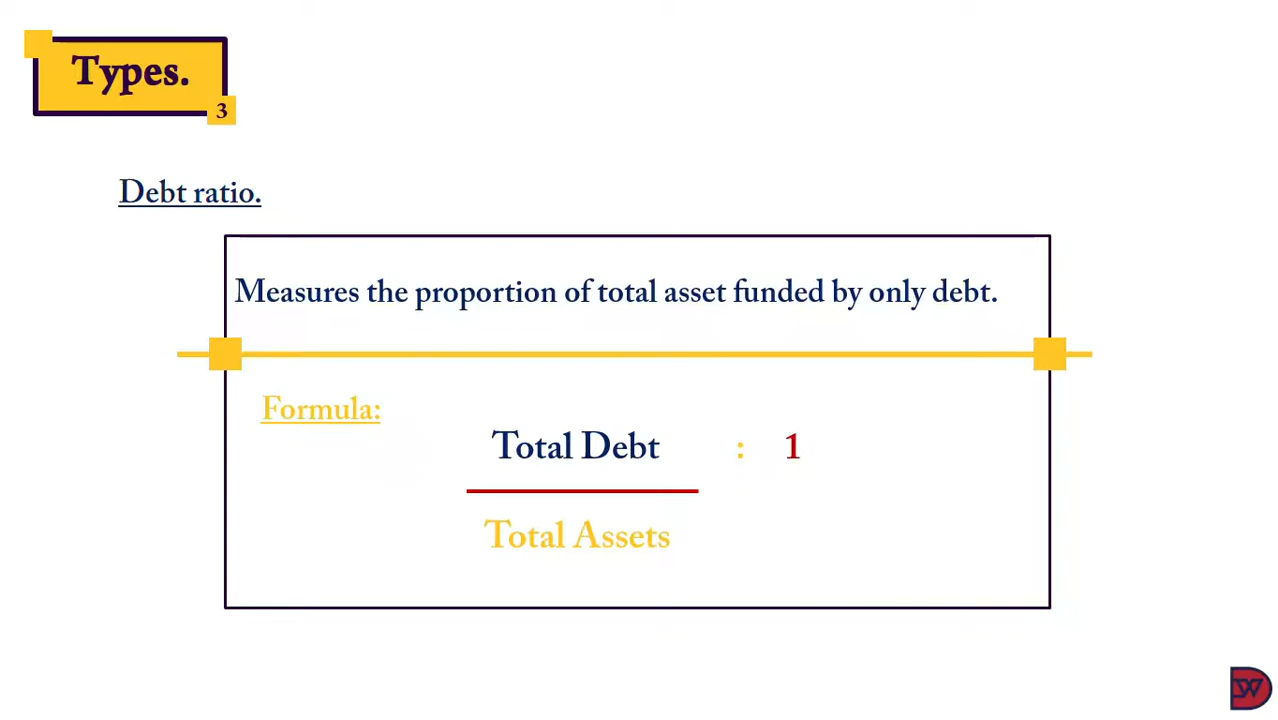 Types.
3
Debt ratio.
Measures the proportion of total asset funded by only debt.
Formula:
Total Debt : 1
Total Assets